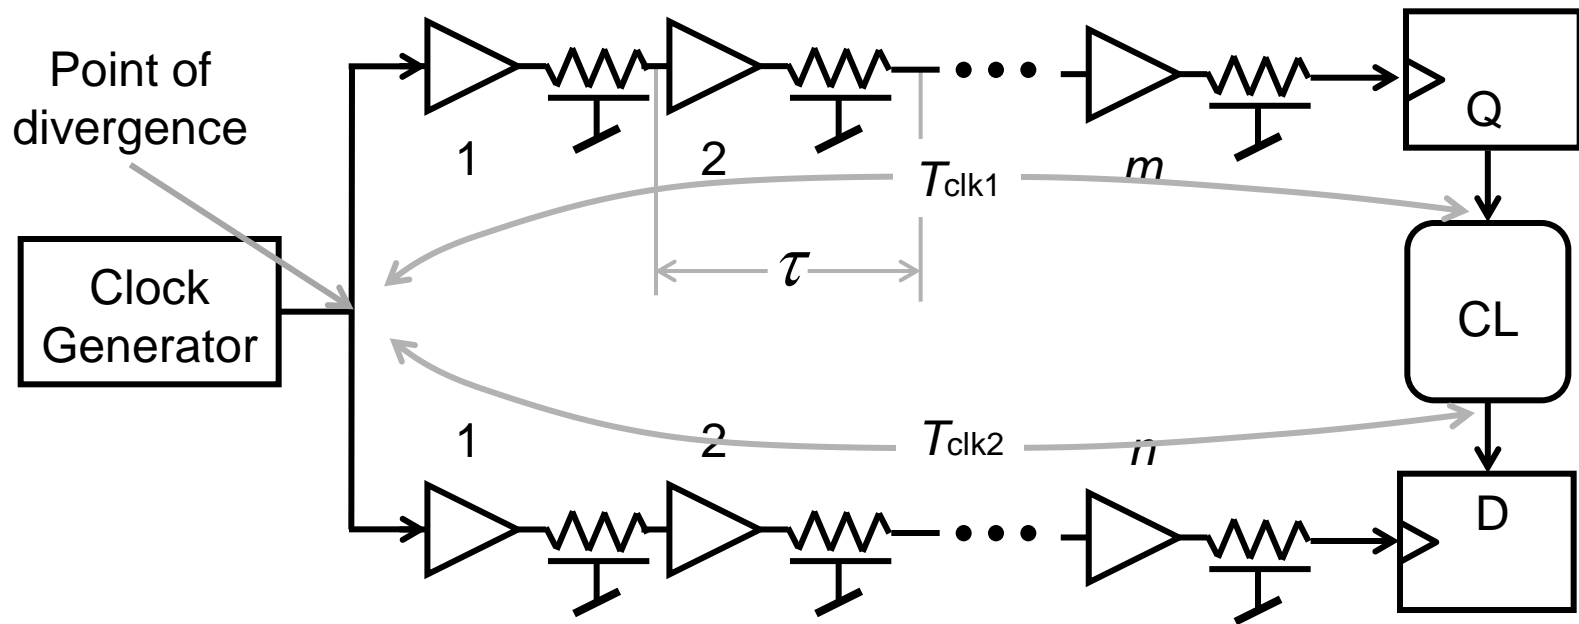 Point of
divergence
1
2
m
Q
Tclk1
τ
Clock
Generator
CL
Tclk2
1
2
n
D